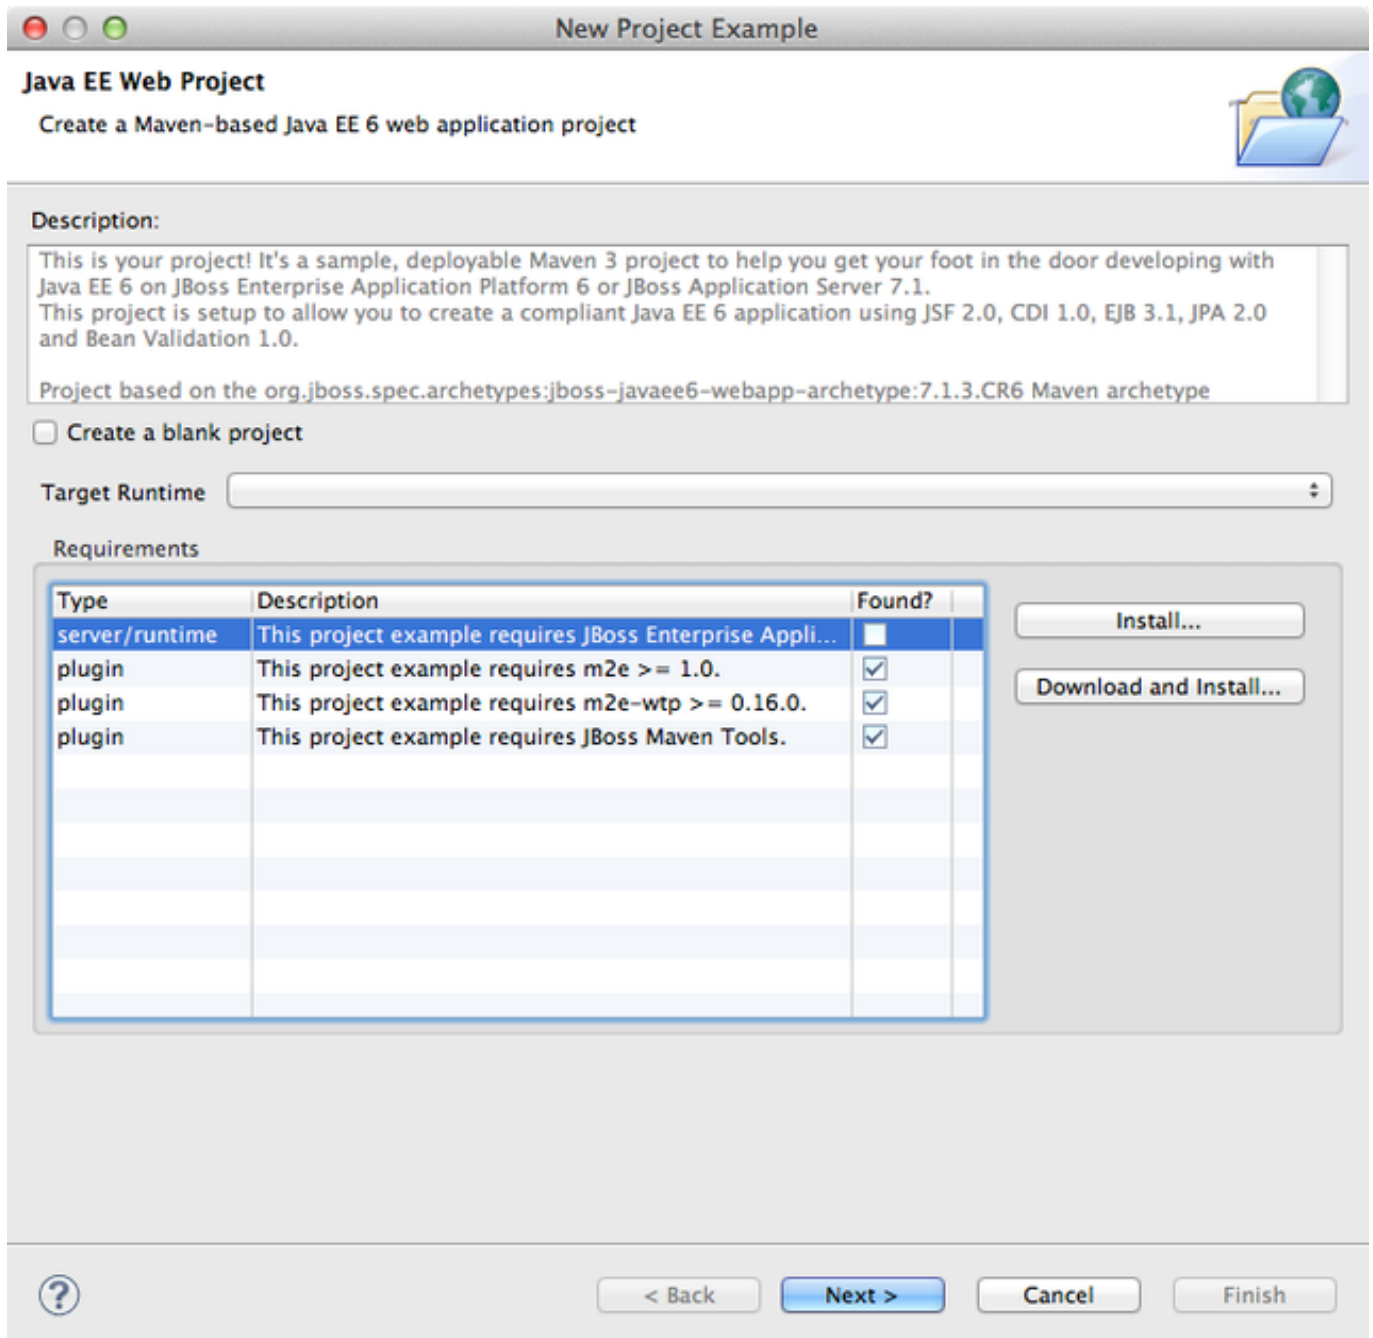 New Project Example
Java EE Web Project
Create a Maven-based Java EE 6 web application project
Description:
This is your project! It's a sample, deployable Maven 3 project to help you get your foot in the door developing with
Java EE 6 on JBoss Enterprise Application Platform 6 or JBoss Application Server 7.1.
This project is setup to allow you to create a compliant Java EE 6 application using JSF 2.0, CDI 1.0, EJB 3.1, JPA 2.0
and Bean Validation 1.0.
Project based on the org.jboss.spec.archetypes:jboss-javaee6-webapp-archetype:7.1.3.CR6 Maven archetype
Create a blank project
Target Runtime
Requirements
Type Description Found?
server/runtime This project example requires JBoss Enterprise Appli...
plugin This project example requires m2e >= 1.0.
plugin This project example requires m2e-wtp >= 0.16.0.
plugin This project example requires JBoss Maven Tools.
Install...
Download and Install...
? < Back Next > Cancel Finish